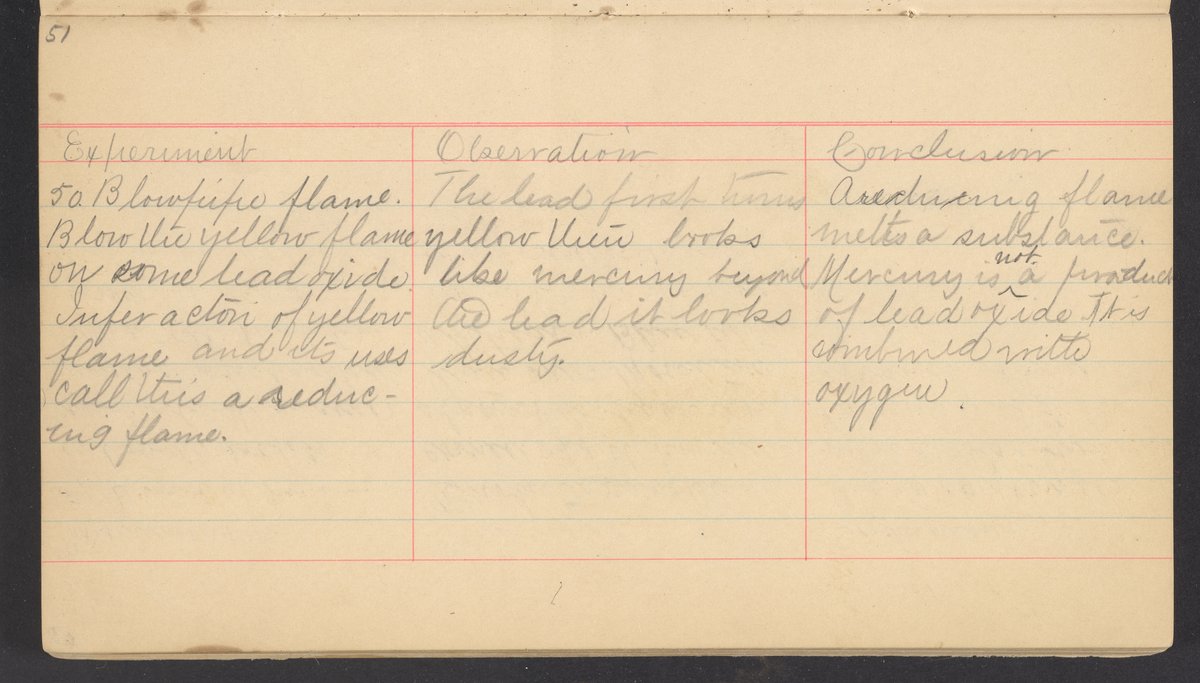 51
Experiment
50. Blowpipe flame.
Blow the yellow flame
on some lead oxide.
Infer action of yellow
flame and its uses
call this a reduc-
ing flame.
Observation
The lead first turns
yellow then looks
like mercury beyond
the lead it looks
dusty.
Conclusion
A reducing flame
melts a substance.
Mercury is not a product
of lead oxide It is
combined with
oxygen.